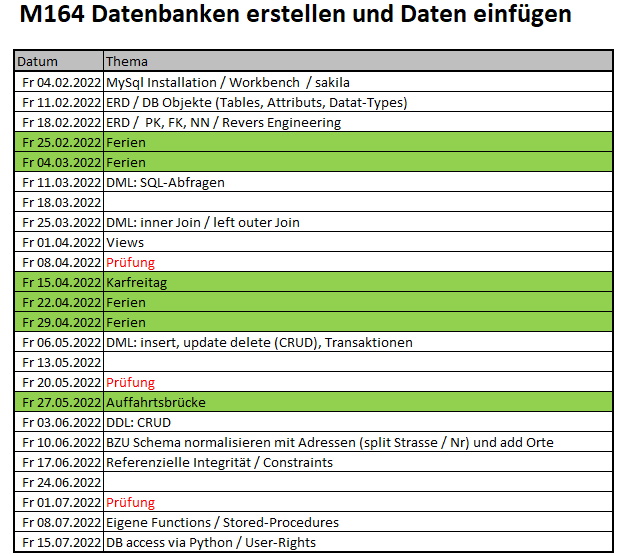 M164 Datenbanken erstellen und Daten einfügen
Datum Thema
Fr 04.02.2022 MySql Installation / Workbench / sakila
Fr 11.02.2022 ERD / DB Objekte (Tables, Attributs, Datat-Types)
Fr 18.02.2022 ERD / PK, FK, NN / Revers Engineering
Fr 25.02.2022 Ferien
Fr 04.03.2022 Ferien
Fr 11.03.2022 DML: SQL-Abfragen
Fr 18.03.2022
Fr 25.03.2022 DML: inner Join / left outer Join
Fr 01.04.2022 Views
Fr 08.04.2022 Prüfung
Fr 15.04.2022 Karfreitag
Fr 22.04.2022 Ferien
Fr 29.04.2022 Ferien
Fr 06.05.2022 DML: insert, update delete (CRUD), Transaktionen
Fr 13.05.2022
Fr 20.05.2022 Prüfung
Fr 27.05.2022 Auffahrtsbrücke
Fr 03.06.2022 DDL: CRUD
Fr 10.06.2022 BZU Schema normalisieren mit Adressen (split Strasse / Nr) und add Orte
Fr 17.06.2022 Referenzielle Integrität / Constraints
Fr 24.06.2022
Fr 01.07.2022 Prüfung
Fr 08.07.2022 Eigene Functions / Stored-Procedures
Fr 15.07.2022 DB access via Python / User-Rights